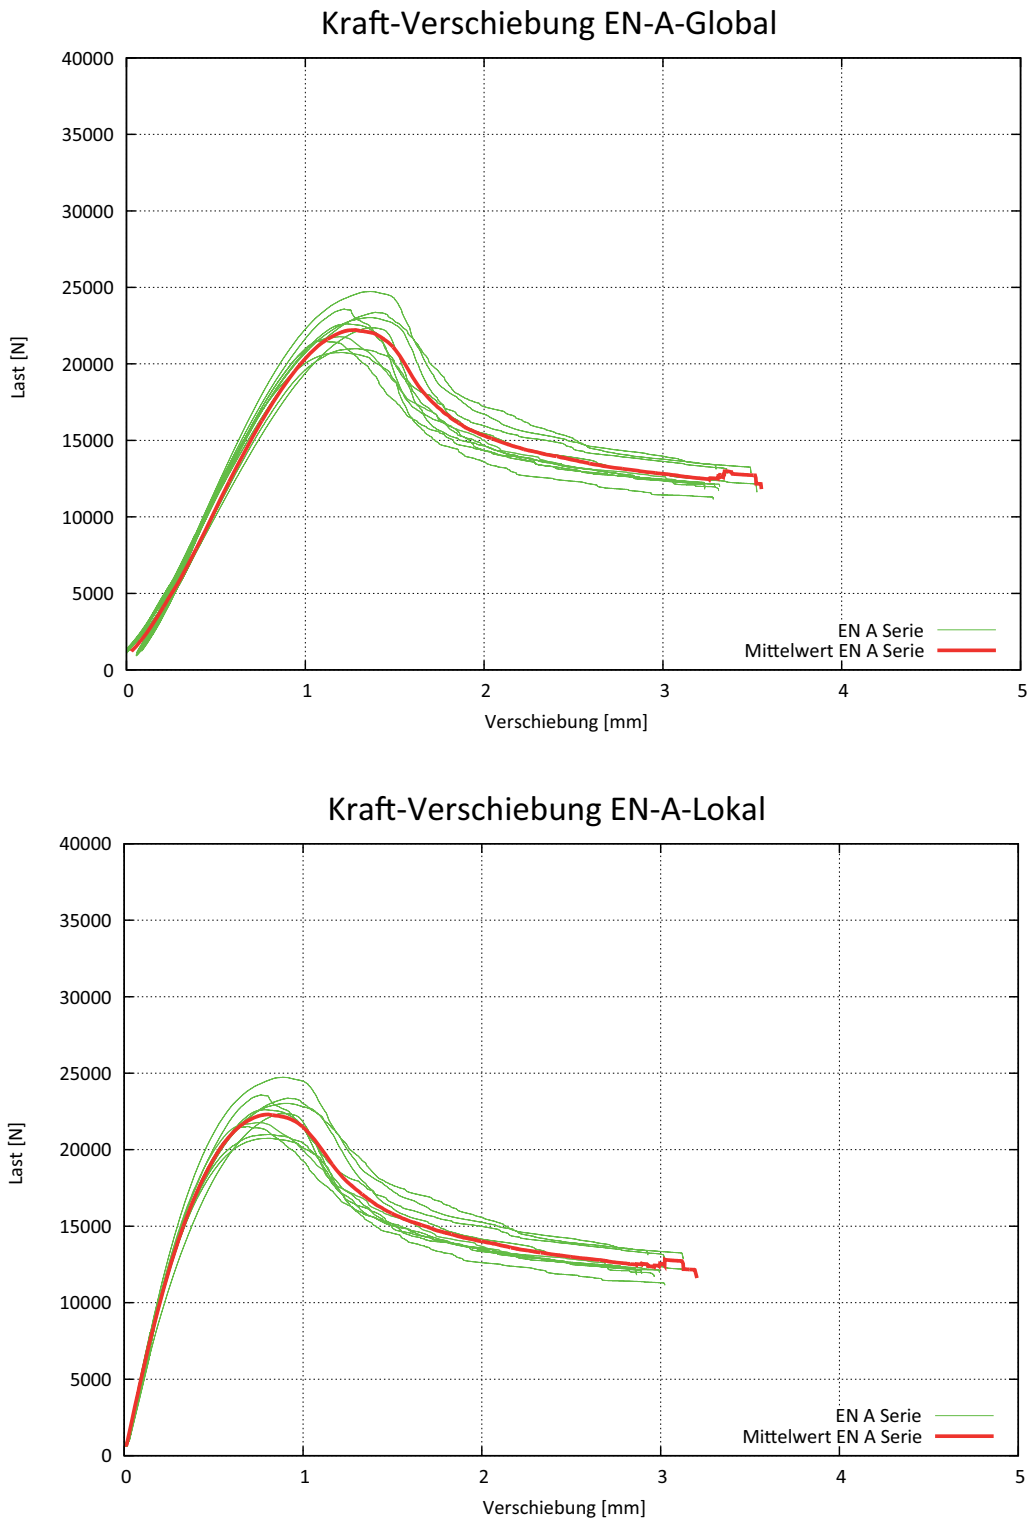 Kraft-Verschiebung EN-A-Global
40000
35000
30000
25000
20000
15000
10000
5000
0
Last [N]
EN A Serie
Mittelwert EN A Serie
0 1 2 3 4 5
Verschiebung [mm]
Kraft-Verschiebung EN-A-Lokal
40000
35000
30000
25000
20000
15000
10000
5000
0
Last [N]
EN A Serie
Mittelwert EN A Serie
0 1 2 3 4 5
Verschiebung [mm]